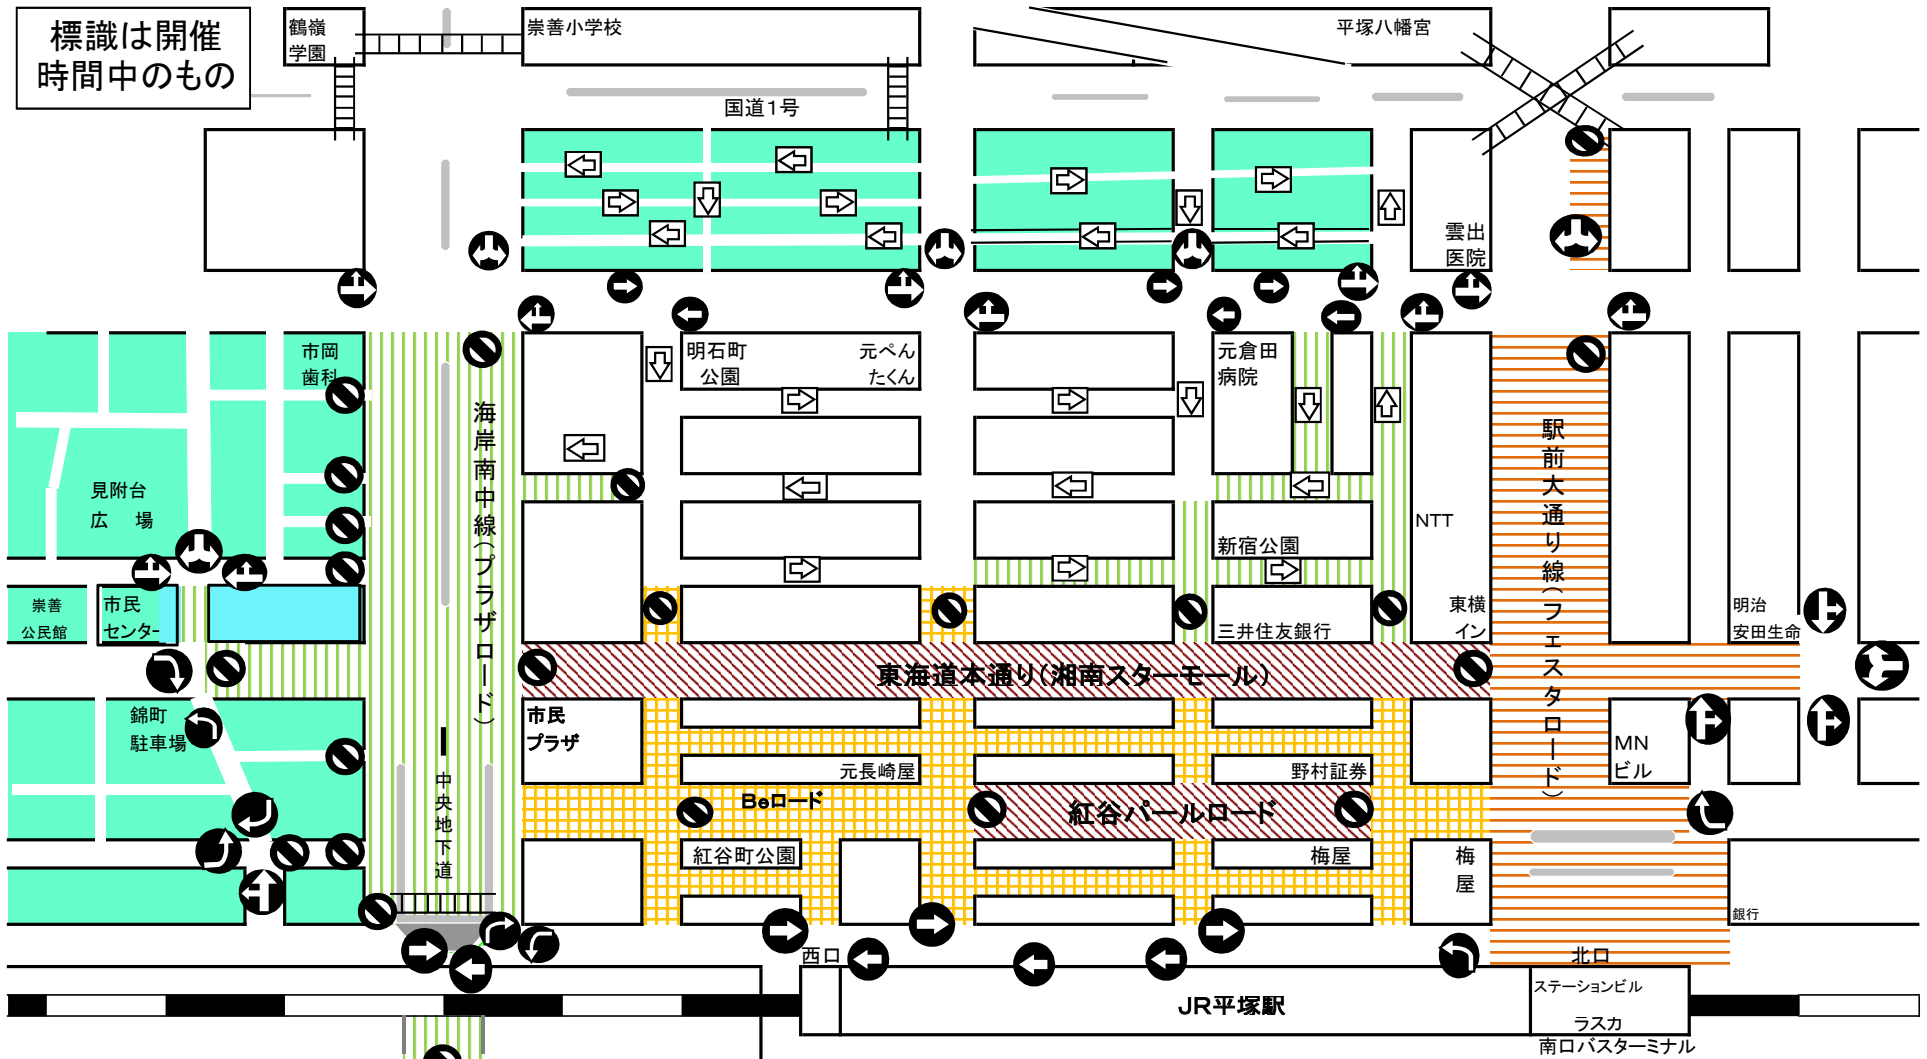 標識は開催
時間中のもの
鶴嶺
学園
崇善小学校
平塚八幡宮
国道1号
雲出
医院
市岡
歯科
明石町
公園
元ぺん
たくん
元倉田
病院
海岸南中線(プラザロード)
駅前大通り線(フェスタロード)
見附台
広 場
NTT
新宿公園
崇善
公民館
市民
センター
三井住友銀行
東横
イン
明治
安田生命
東海道本通り(湘南スターモール)
錦町
駐車場
市民
プラザ
元長崎屋
野村証券
MN
ビル
中央地下道
Beロード
紅谷パールロード
紅谷町公園
梅屋
梅屋
銀行
西口
北口
JR平塚駅
ステーションビル
ラスカ
南口バスターミナル